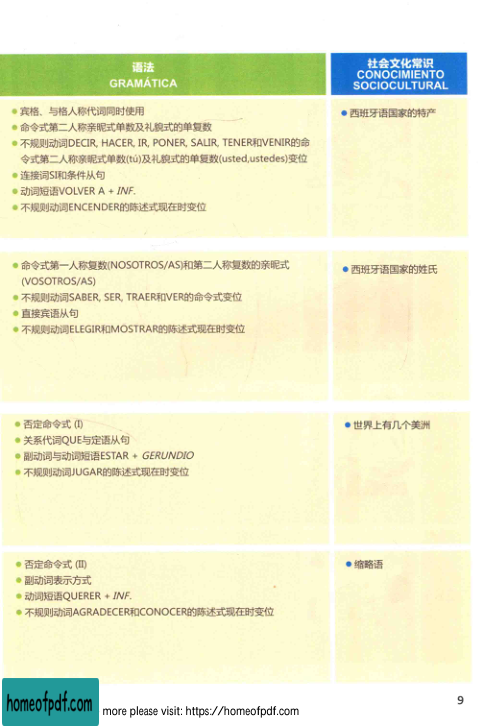 语法
GRAMÁTICA
社会文化常识
CONOCIMIENTO
SOCIOCULTURAL
● 宾格、与格人称代词同时使用
● 命令式第二人称亲昵式单数及礼貌式的单复数
● 不规则动词DECIR, HACER, IR, PONER, SALIR, TENER和VENIR的命
令式第二人称亲昵式单数(tú)及礼貌式的单复数(usted,ustedes)变位
● 连接词SI和条件从句
● 动词短语VOLVER A + INF.
● 不规则动词ENCENDER的陈述式现在时变位
● 西班牙语国家的特产
● 命令式第一人称复数(NOSOTROS/AS)和第二人称复数的亲昵式
(VOSOTROS/AS)
● 不规则动词SABER, SER, TRAER和VER的命令式变位
● 直接宾语从句
● 不规则动词ELEGIR和MOSTRAR的陈述式现在时变位
● 西班牙语国家的姓氏
● 否定命令式 (I)
● 关系代词QUE与定语从句
● 副动词与动词短语ESTAR + GERUNDIO
● 不规则动词JUGAR的陈述式现在时变位
● 世界上有几个美洲
● 否定命令式 (II)
● 副动词表示方式
● 动词短语QUERER + INF.
● 不规则动词AGRADECER和CONOCER的陈述式现在时变位
● 缩略语
9
homeofpdf.com
more please visit: https://homeofpdf.com